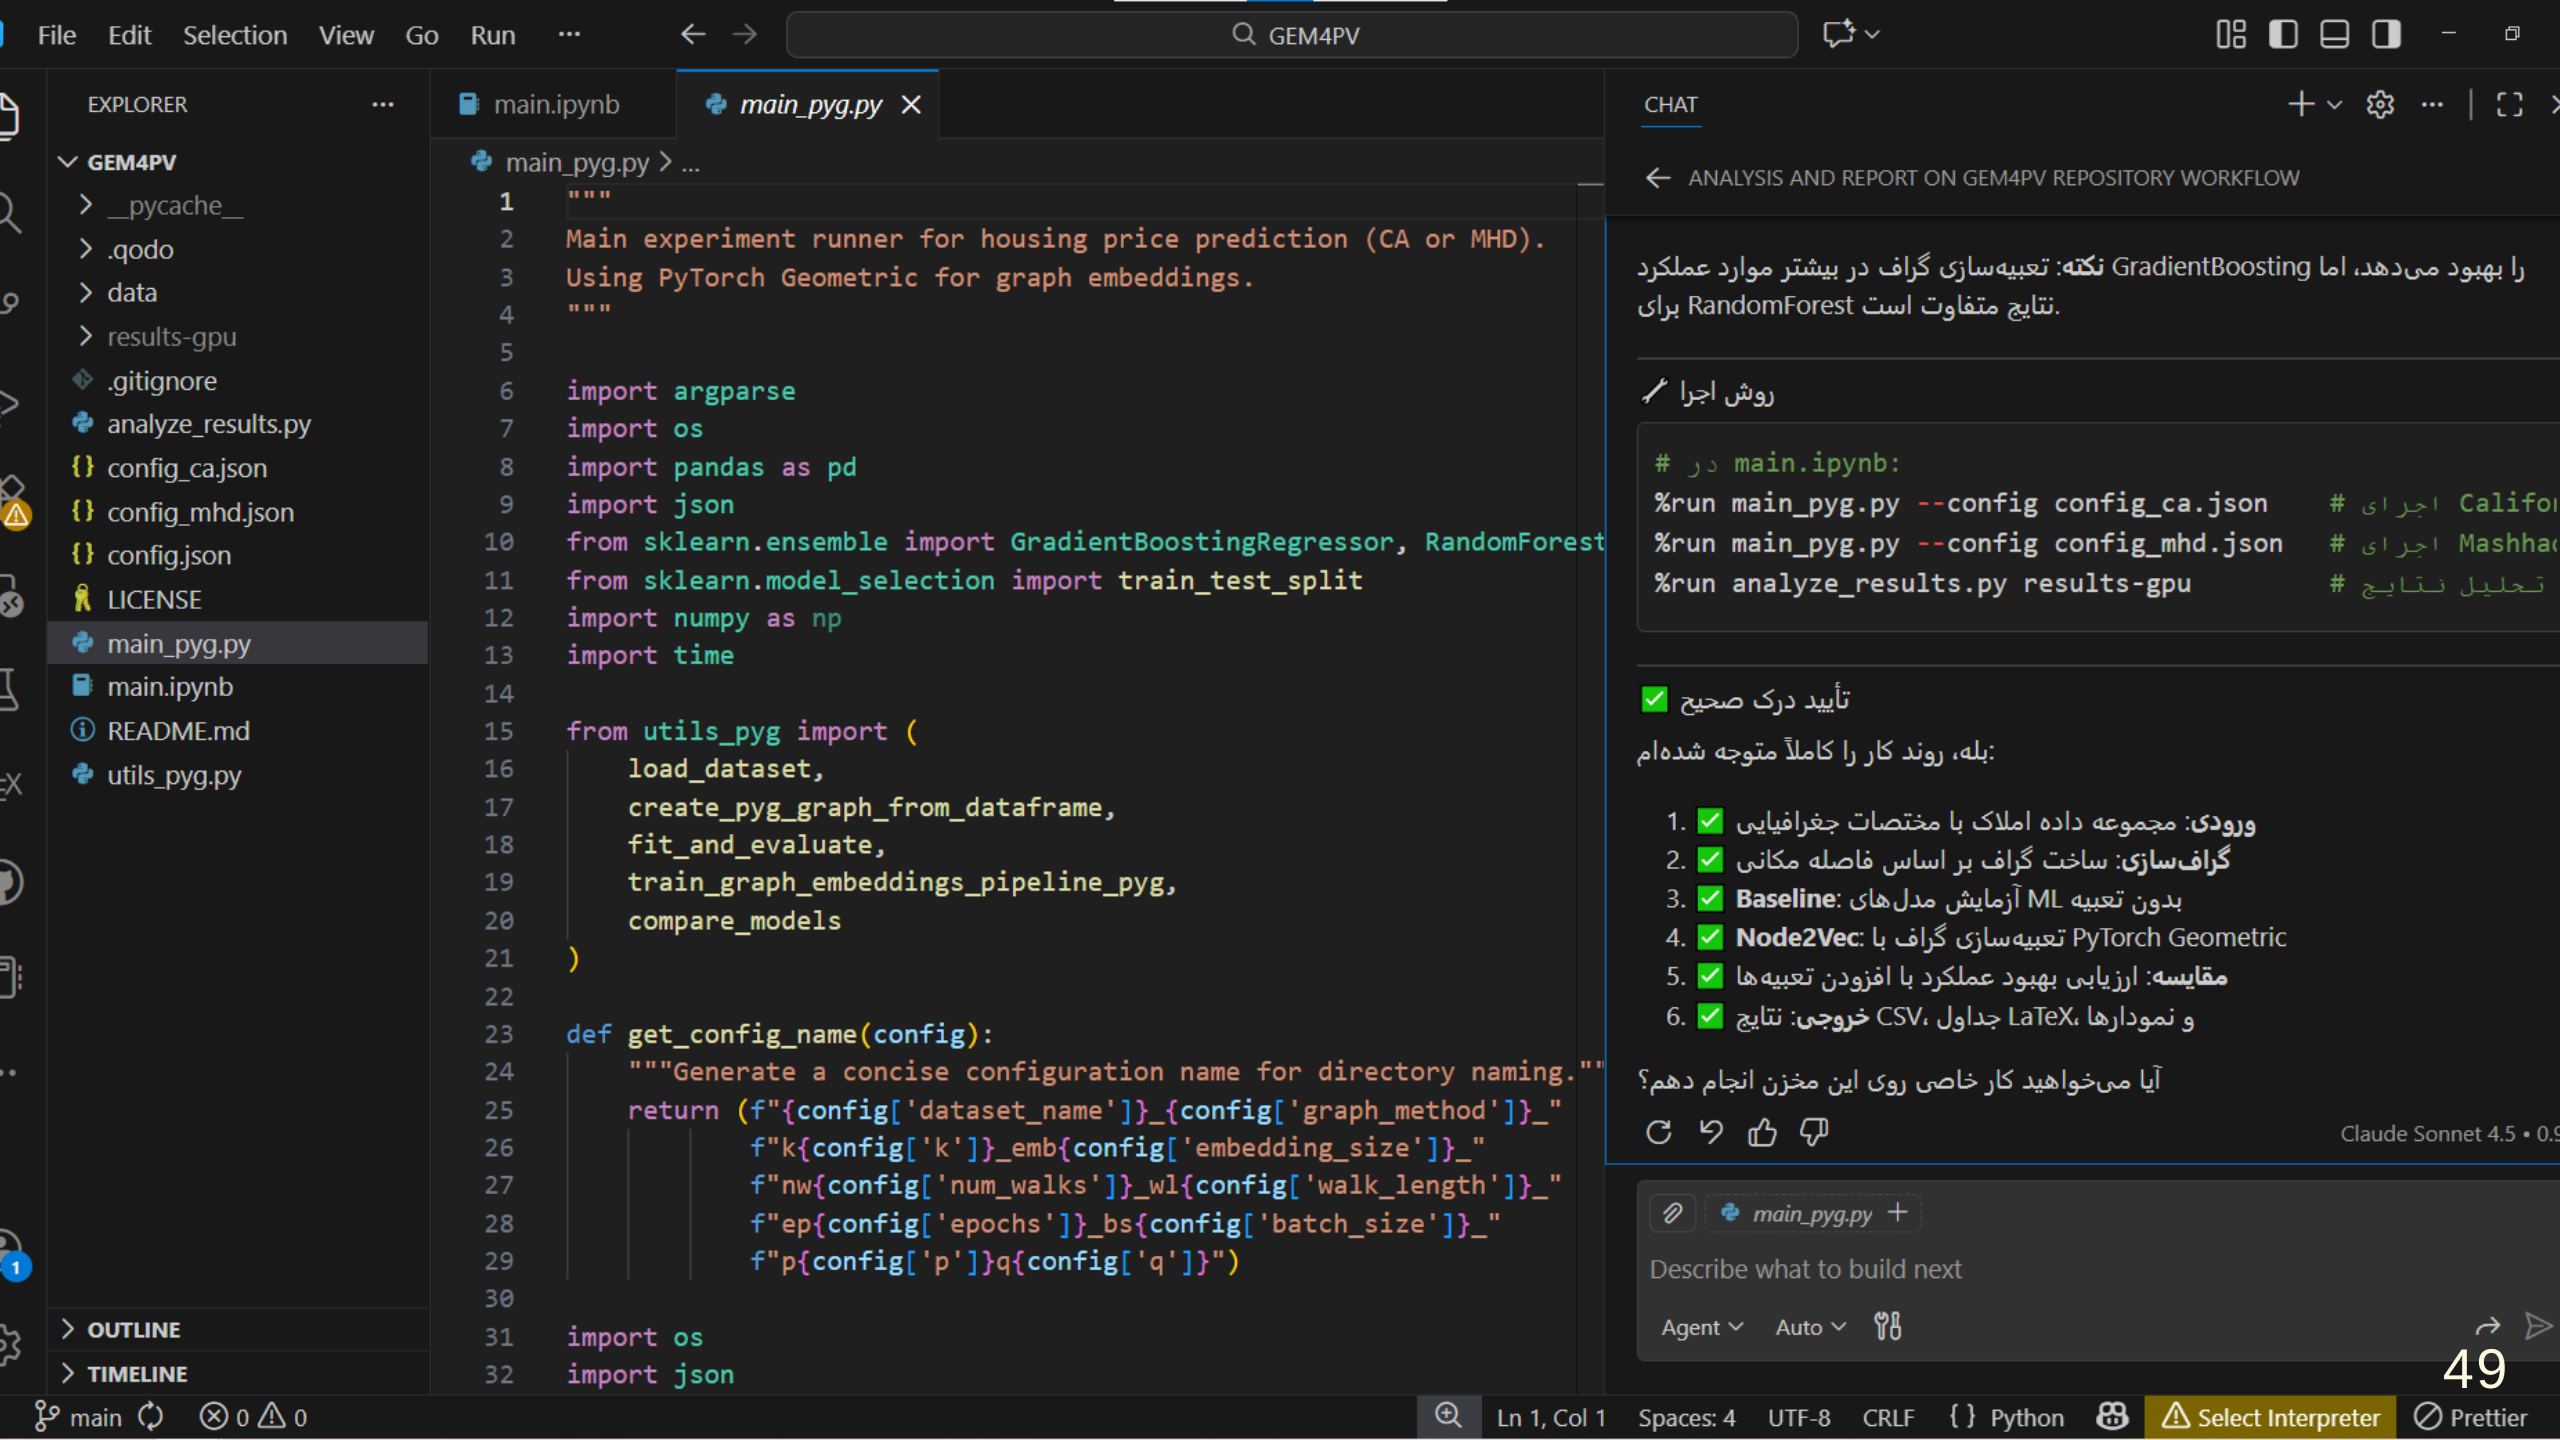 File Edit Selection View Go Run ...
GEM4PV
EXPLORER
GEM4PV
__pycache__
.qodo
data
results-gpu
.gitignore
analyze_results.py
config_ca.json
config_mhd.json
config.json
LICENSE
main_pyg.py
main.ipynb
README.md
utils_pyg.py
OUTLINE
TIMELINE
main.ipynb
main_pyg.py
main_pyg.py > ...
1 """
2 Main experiment runner for housing price prediction (CA or MHD).
3 Using PyTorch Geometric for graph embeddings.
4 """
5
6 import argparse
7 import os
8 import pandas as pd
9 import json
10 from sklearn.ensemble import GradientBoostingRegressor, RandomForest
11 from sklearn.model_selection import train_test_split
12 import numpy as np
13 import time
14
15 from utils_pyg import (
16 load_dataset,
17 create_pyg_graph_from_dataframe,
18 fit_and_evaluate,
19 train_graph_embeddings_pipeline_pyg,
20 compare_models
21 )
22
23 def get_config_name(config):
24 """Generate a concise configuration name for directory naming.""
25 return (f"{config['dataset_name']}_{config['graph_method']}_"
26 f"k{config['k']}_emb{config['embedding_size']}_"
27 f"nw{config['num_walks']}_wl{config['walk_length']}_"
28 f"ep{config['epochs']}_bs{config['batch_size']}_"
29 f"p{config['p']}q{config['q']}")
30
31 import os
32 import json
CHAT
ANALYSIS AND REPORT ON GEM4PV REPOSITORY WORKFLOW
نکته: تعبیه‌سازی گراف در بیشتر موارد عملکرد GradientBoosting را بهبود می‌دهد، اما
برای RandomForest نتایج متفاوت است.
🔧 روش اجرا
# در main.ipynb:
%run main_pyg.py --config config_ca.json # اجرای Califo
%run main_pyg.py --config config_mhd.json # اجرای Mashha
%run analyze_results.py results-gpu # تحلیل نتایج
✅ تأیید درک صحیح
بله، روند کار را کاملاً متوجه شده‌ام:
1. ✅ ورودی: مجموعه داده املاک با مختصات جغرافیایی
2. ✅ گراف‌سازی: ساخت گراف بر اساس فاصله مکانی
3. ✅ Baseline: آزمایش مدل‌های ML بدون تعبیه
4. ✅ Node2Vec: تعبیه‌سازی گراف با PyTorch Geometric
5. ✅ مقایسه: ارزیابی بهبود عملکرد با افزودن تعبیه‌ها
6. ✅ خروجی: نتایج CSV، جداول LaTeX، و نمودارها
آیا می‌خواهید کار خاصی روی این مخزن انجام دهم؟
Claude Sonnet 4.5 • 0.9
main_pyg.py +
Describe what to build next
Agent Auto
49
main 0 0
1
Ln 1, Col 1 Spaces: 4 UTF-8 CRLF {} Python Select Interpreter Prettier